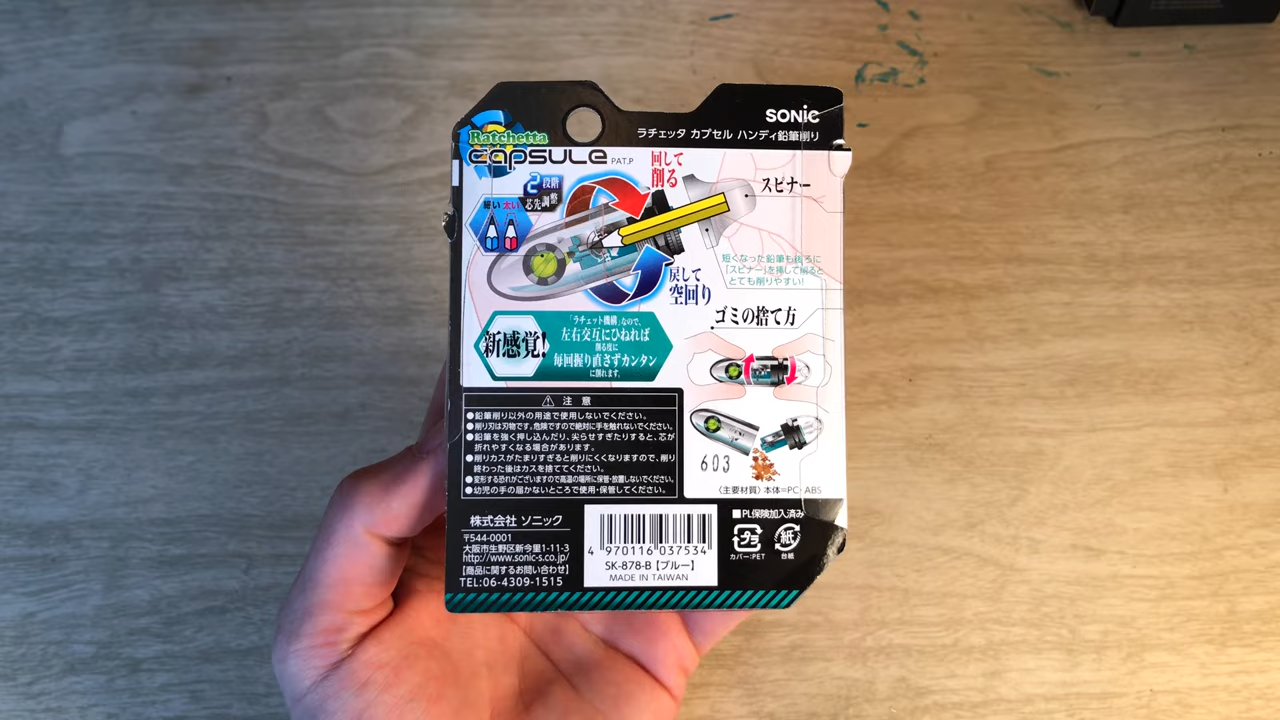 SONiC
ラチェッタ カプセル ハンディ鉛筆削り
Ratchetta
CAPSULE PAT.P
2段階
芯先調整
細い 太い
回して
削る
スピナー
戻して
空回り
短くなった鉛筆も後ろに
「スピナー」を挿して削ると
とても削りやすい!
新感覚!
「ラチェット機構」なので、
左右交互にひねれば
削る度に
毎回握り直さずカンタン
に削れます。
ゴミの捨て方
603
〈主要材質〉本体=PC・ABS
⚠ 注意
●鉛筆削り以外の用途で使用しないでください。
●削り刃は刃物です。危険ですので絶対に手を触れないでください。
●鉛筆を強く押し込んだり、尖らせすぎたりすると、芯が
折れやすくなる場合があります。
●削りカスがたまりすぎると削りにくくなりますので、削り
終わった後はカスを捨ててください。
●変形する恐れがございますので高温の場所に保管・放置しないでください。
●幼児の手の届かないところで使用・保管してください。
株式会社 ソニック
〒544-0001
大阪市生野区新今里1-11-3
http://www.sonic-s.co.jp/
【商品に関するお問い合わせ】
TEL:06-4309-1515
4 970116 037534
SK-878-B【ブルー】
MADE IN TAIWAN
■PL保険加入済み
プラ
カバー:PET
紙
台紙